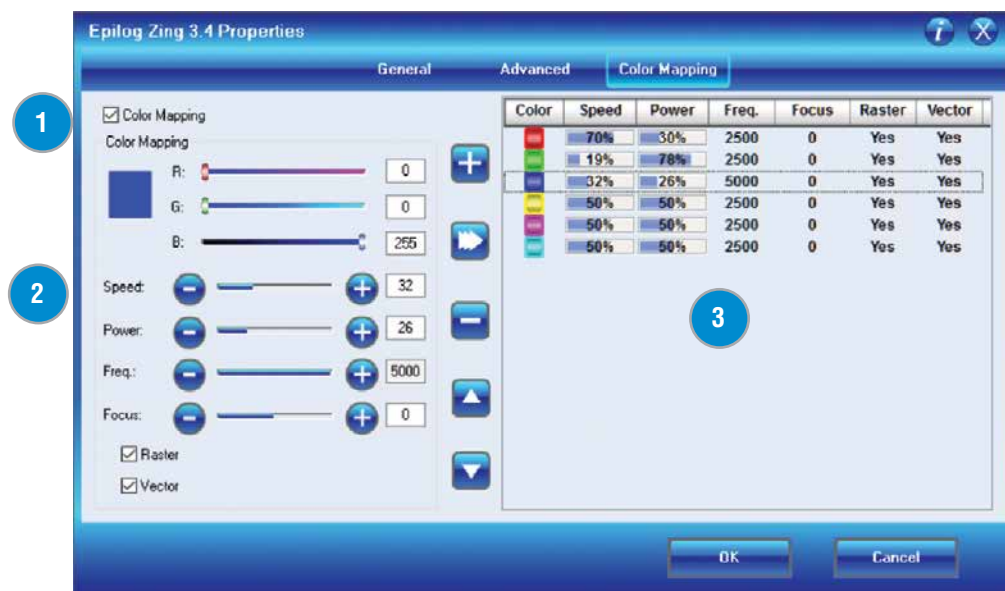 Epilog Zing 3.4 Properties
General Advanced Color Mapping
1
Color Mapping
Color Mapping
R: 0
G: 0
B: 255
2
Speed: 32
Power: 26
Freq.: 5000
Focus: 0
Raster
Vector
Color Speed Power Freq. Focus Raster Vector
70% 30% 2500 0 Yes Yes
19% 78% 2500 0 Yes Yes
32% 26% 5000 0 Yes Yes
50% 50% 2500 0 Yes Yes
50% 50% 2500 0 Yes Yes
50% 50% 2500 0 Yes Yes
3
OK Cancel